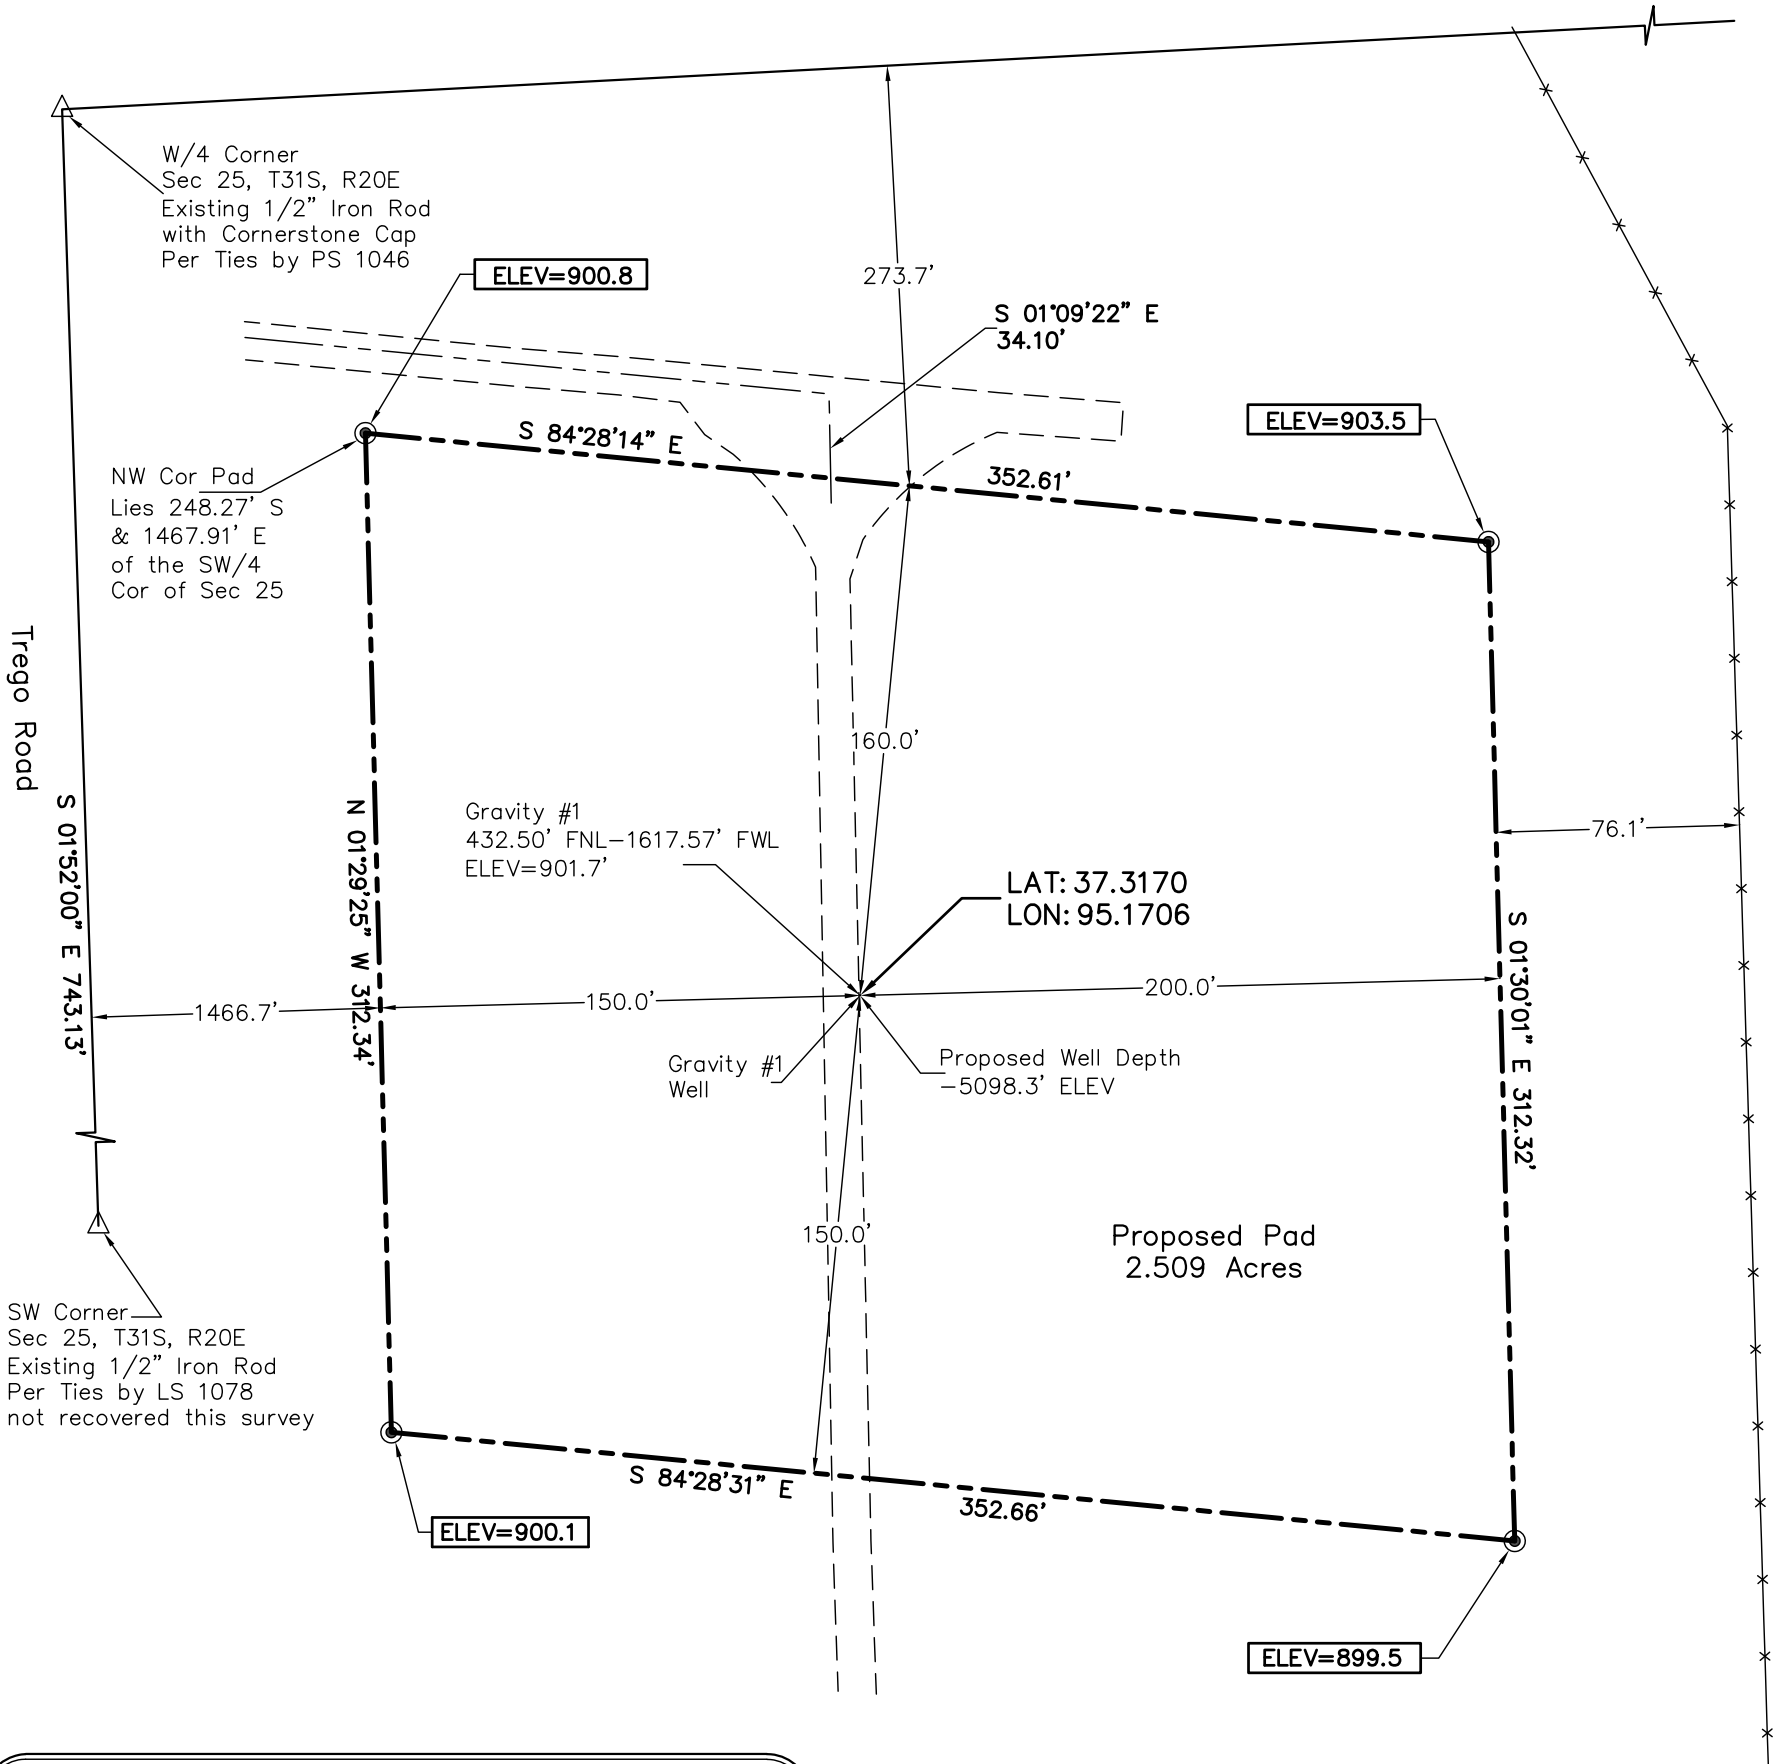 W/4 Corner
Sec 25, T31S, R20E
Existing 1/2" Iron Rod
with Cornerstone Cap
Per Ties by PS 1046
ELEV=900.8
273.7'
S 01°09'22" E
34.10'
ELEV=903.5
S 84°28'14" E
352.61'
NW Cor Pad
Lies 248.27' S
& 1467.91' E
of the SW/4
Cor of Sec 25
Trego Road
S 01°52'00" E 743.13'
N 01°29'25" W 312.34'
160.0'
Gravity #1
432.50' FNL-1617.57' FWL
ELEV=901.7'
76.1'
LAT: 37.3170
LON: 95.1706
S 01°30'01" E 312.32'
1466.7'
150.0'
200.0'
Gravity #1
Well
Proposed Well Depth
-5098.3' ELEV
150.0'
Proposed Pad
2.509 Acres
SW Corner
Sec 25, T31S, R20E
Existing 1/2" Iron Rod
Per Ties by LS 1078
not recovered this survey
S 84°28'31" E
352.66'
ELEV=900.1
ELEV=899.5